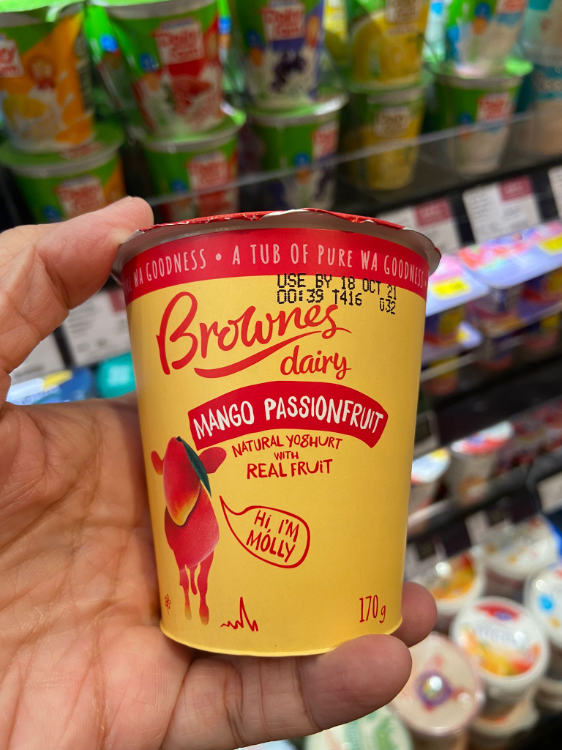 WA GOODNESS • A TUB OF PURE WA GOODNESS
USE BY 18 OCT 21
00:39 1416 032
Brownes
dairy
MANGO PASSIONFRUIT
NATURAL YOGHURT
WITH
REAL FRUIT
Hi, I'M
MOLLY
170g